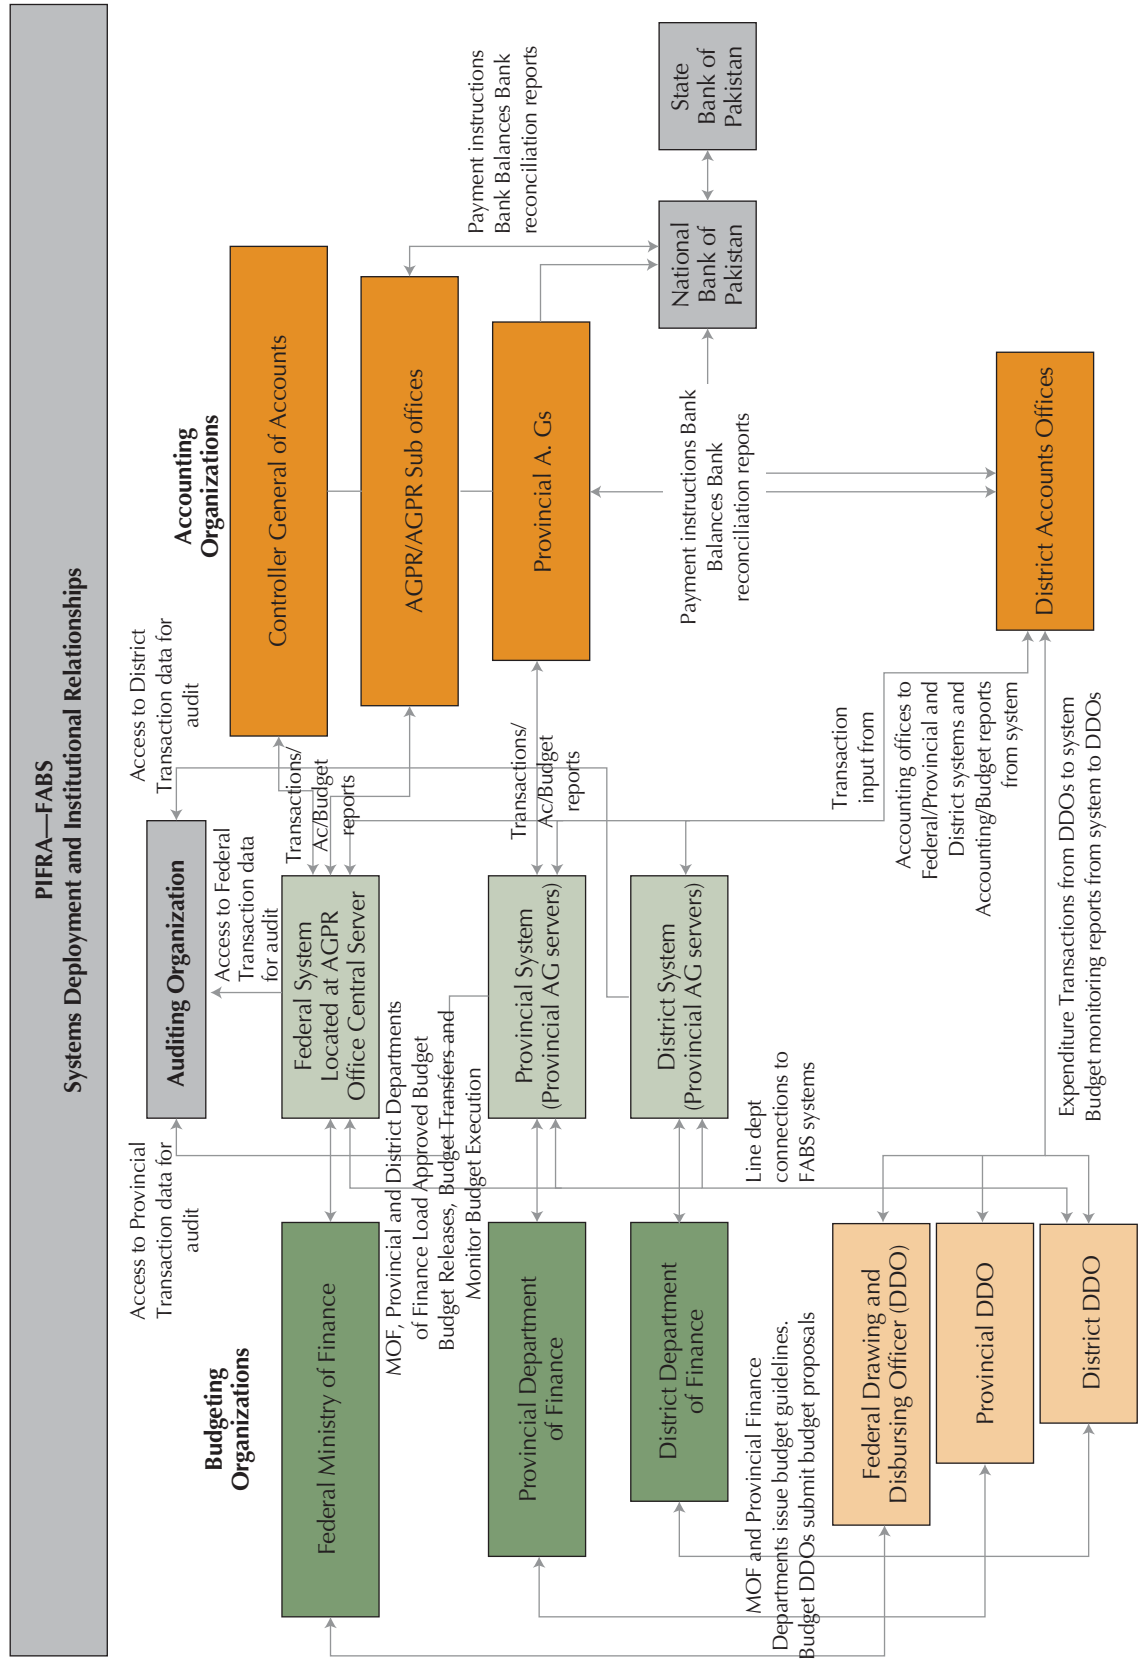 PIFRA—FABS
Systems Deployment and Institutional Relationships
Budgeting
Organizations
Accounting
Organizations
Access to Provincial
Transaction data for
audit
Auditing Organization
Access to District
Transaction data for
audit
Access to Federal
Transaction data
for audit
Federal Ministry of Finance
Federal System
Located at AGPR
Office Central Server
Transactions/
Ac/Budget
reports
Controller General of Accounts
AGPR/AGPR Sub offices
Payment instructions
Bank Balances Bank
reconciliation reports
MOF, Provincial and District Departments
of Finance Load Approved Budget
Budget Releases, Budget Transfers and
Monitor Budget Execution
Provincial Department
of Finance
Provincial System
(Provincial AG servers)
Transactions/
Ac/Budget
reports
Provincial A. Gs
District Department
of Finance
District System
(Provincial AG servers)
National
Bank of
Pakistan
State
Bank of
Pakistan
Payment instructions Bank
Balances Bank
reconciliation reports
MOF and Provincial Finance
Departments issue budget guidelines.
Budget DDOs submit budget proposals
Line dept
connections to
FABS systems
Transaction
input from
Accounting offices to
Federal/Provincial and
District systems and
Accounting/Budget reports
from system
Federal Drawing and
Disbursing Officer (DDO)
Provincial DDO
District DDO
District Accounts Offices
Expenditure Transactions from DDOs to system
Budget monitoring reports from system to DDOs